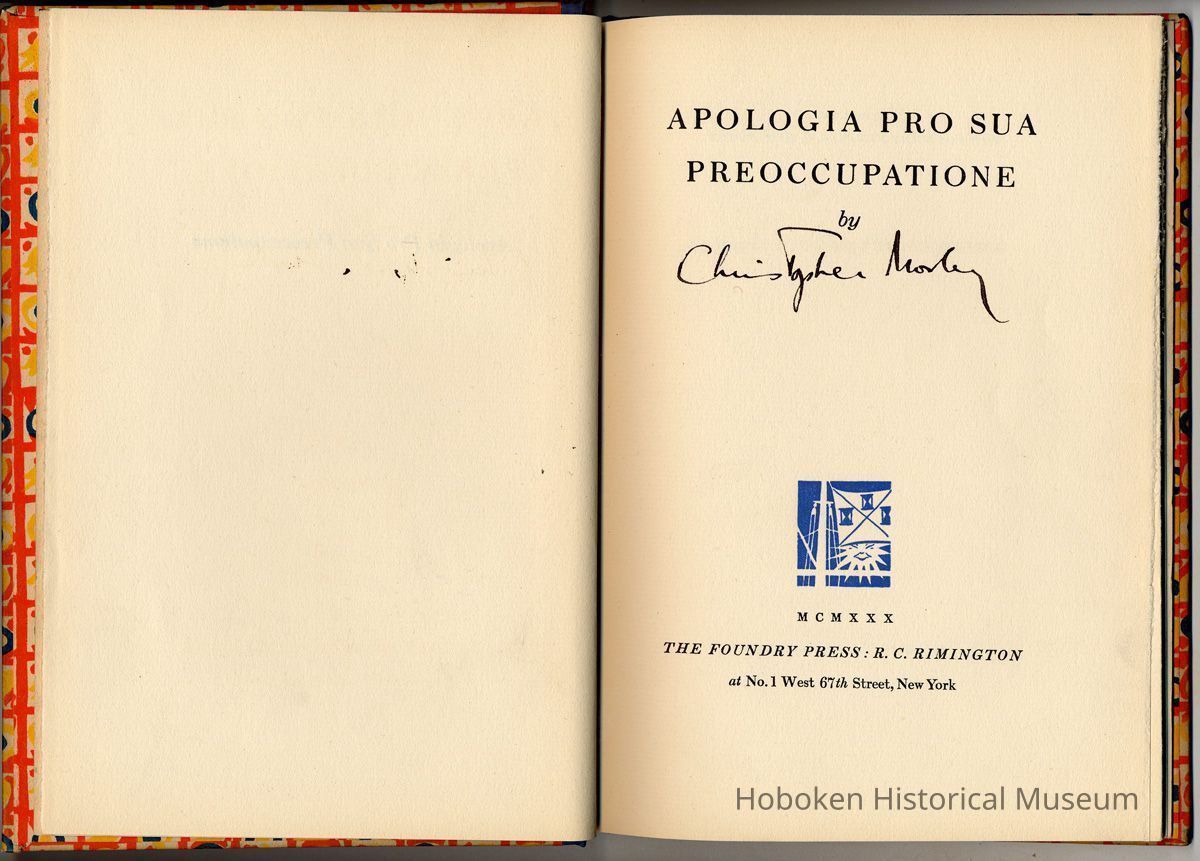 APOLOGIA PRO SUA
PREOCCUPATIONE
by
Christopher Morley
MCMXXX
THE FOUNDRY PRESS: R. C. RIMINGTON
at No. 1 West 67th Street, New York
Hoboken Historical Museum